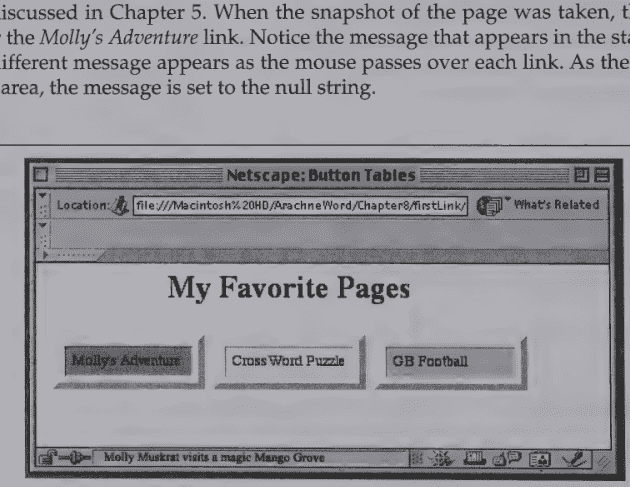 iscussed in Chapter 5. When the snapshot of the page was taken, t
the Molly's Adventure link. Notice the message that appears in the sta
ifferent message appears as the mouse passes over each link. As the
area, the message is set to the null string.
Netscape: Button Tables
Location: file:///Macintosh%20HD/ArachneWord/Chapter8/firstLink/ What's Related
My Favorite Pages
Molly's Adventure Cross Word Puzzle GB Football
Molly Muskrat visits a magic Mango Grove